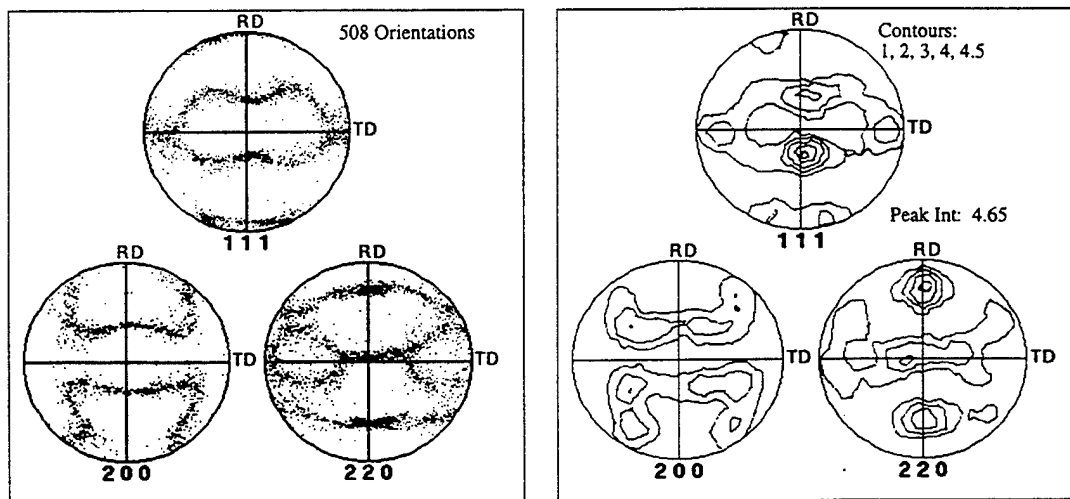 RD
508 Orientations
TD
111
RD
RD
TD
TD
200
220
RD
Contours:
1, 2, 3, 4, 4.5
TD
Peak Int: 4.65
111
RD
RD
TD
TD
200
220